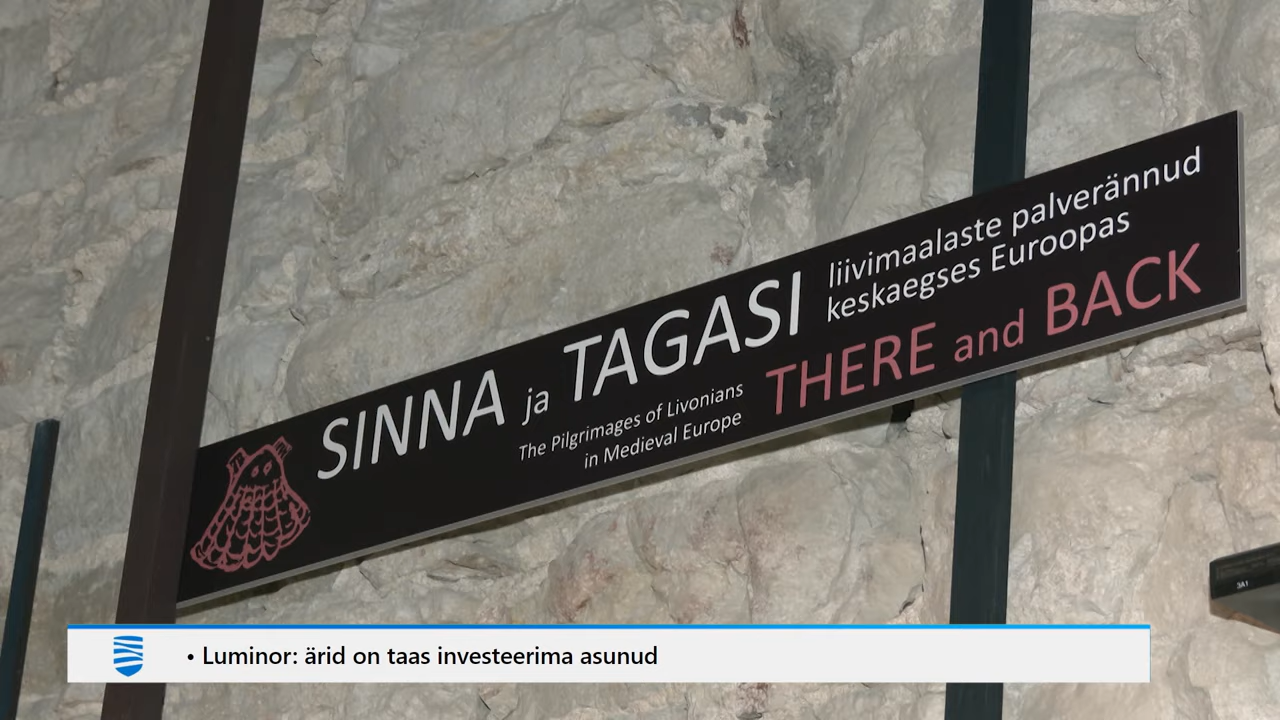 SINNA ja TAGASI
liivimaalaste palverännud
keskaegses Euroopas
The Pilgrimages of Livonians
in Medieval Europe
THERE and BACK
3A1
• Luminor: ärid on taas investeerima asunud